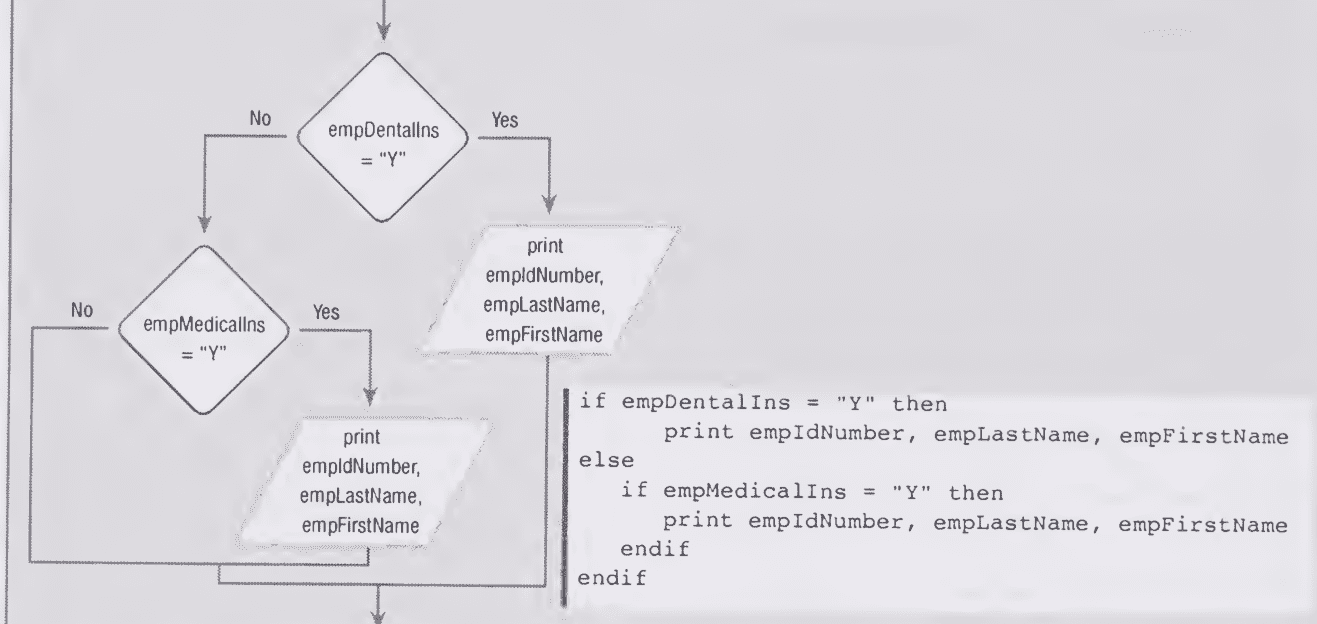 empDentalIns
= "Y"
No
Yes
print
empIdNumber,
empLastName,
empFirstName
empMedicalIns
= "Y"
No
Yes
print
empIdNumber,
empLastName,
empFirstName
if empDentalIns = "Y" then
print empIdNumber, empLastName, empFirstName
else
if empMedicalIns = "Y" then
print empIdNumber, empLastName, empFirstName
endif
endif